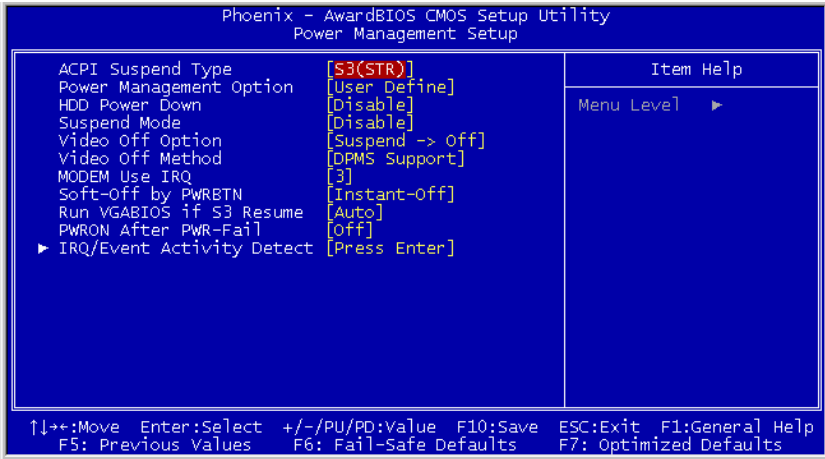 Phoenix - AwardBIOS CMOS Setup Utility
Power Management Setup
ACPI Suspend Type [S3(STR)]
Power Management Option [User Define]
HDD Power Down [Disable]
Suspend Mode [Disable]
Video Off Option [Suspend -> Off]
Video Off Method [DPMS Support]
MODEM Use IRQ [3]
Soft-Off by PWRBTN [Instant-Off]
Run VGABIOS if S3 Resume [Auto]
PWRON After PWR-Fail [Off]
▶ IRQ/Event Activity Detect [Press Enter]
Item Help
Menu Level ▶
↑↓→←:Move Enter:Select +/-/PU/PD:Value F10:Save ESC:Exit F1:General Help
F5: Previous Values F6: Fail-Safe Defaults F7: Optimized Defaults